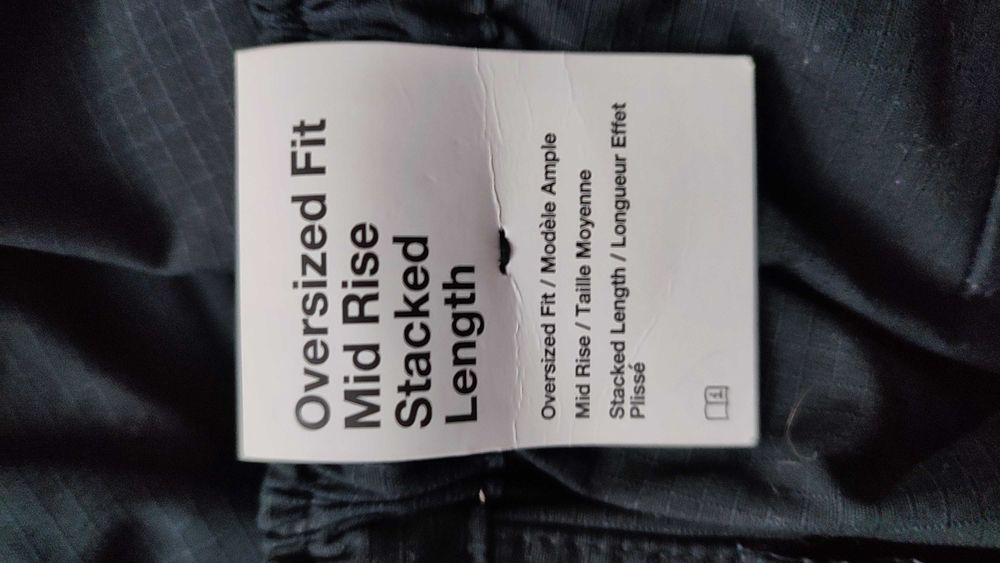 Oversized Fit
Mid Rise
Stacked
Length
Oversized Fit / Modèle Ample
Mid Rise / Taille Moyenne
Stacked Length / Longueur Effet
Plissé